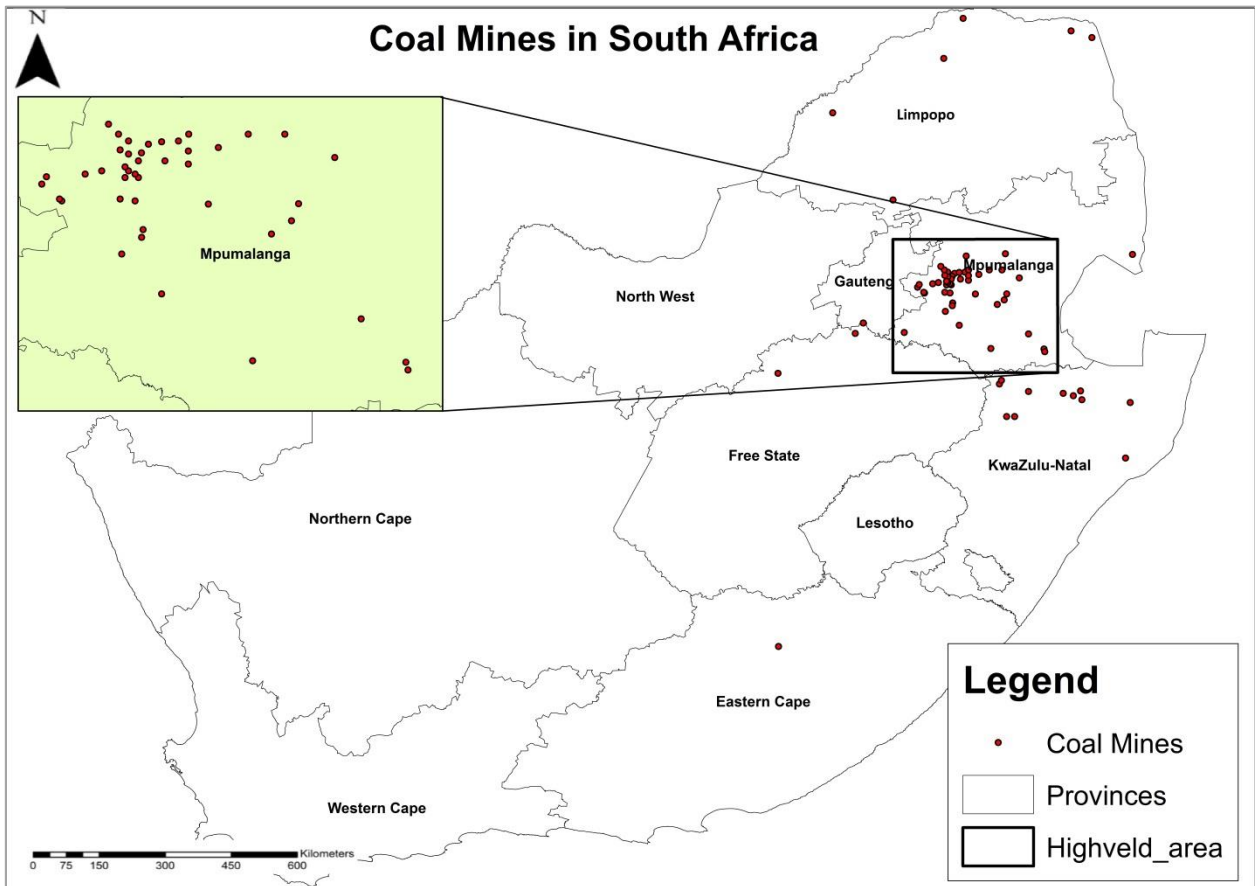 N
Coal Mines in South Africa
Limpopo
Mpumalanga
Mpumalanga
Gauteng
North West
Free State
KwaZulu-Natal
Northern Cape
Lesotho
Eastern Cape
Western Cape
Legend
Coal Mines
Provinces
Highveld_area
Kilometers
0 75 150 300 450 600